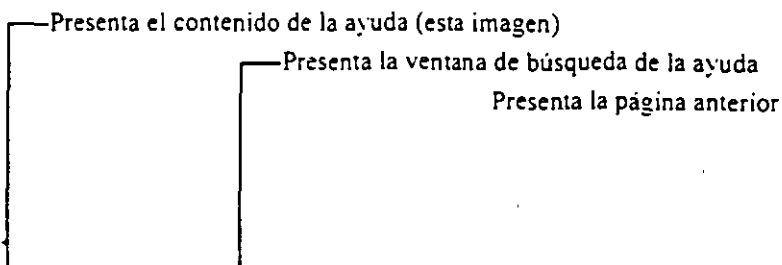 Presenta el contenido de la ayuda (esta imagen)
Presenta la ventana de búsqueda de la ayuda
Presenta la página anterior